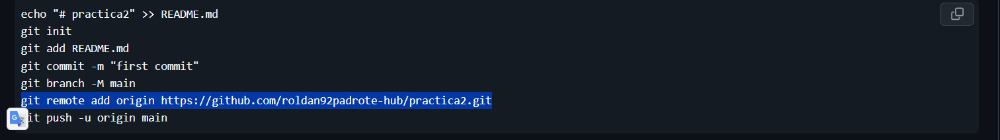 echo "# practica2" >> README.md
git init
git add README.md
git commit -m "first commit"
git branch -M main
git remote add origin https://github.com/roldan92padrote-hub/practica2.git
it push -u origin main